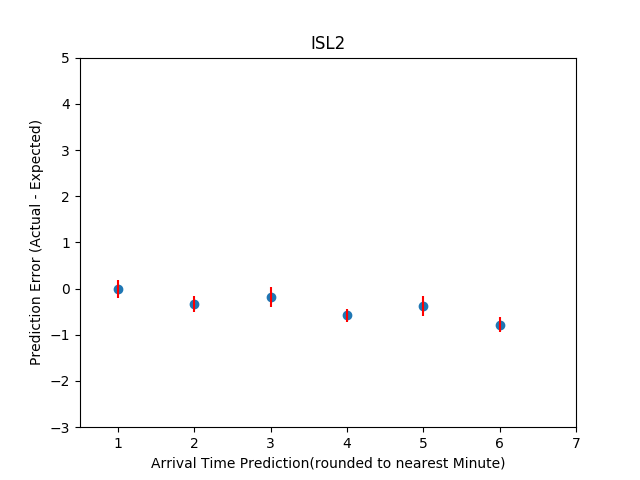 ISL2
Prediction Error (Actual - Expected)
5
4
3
2
1
0
−1
−2
−3
1 2 3 4 5 6 7
Arrival Time Prediction(rounded to nearest Minute)